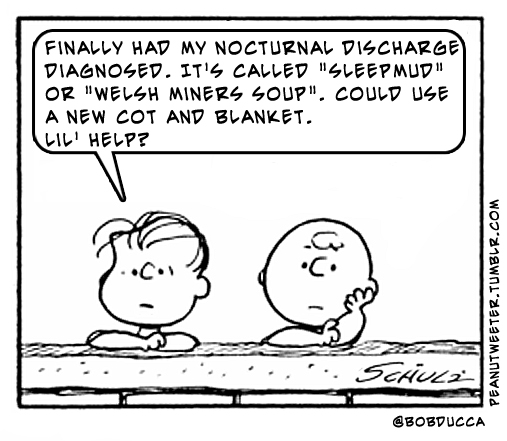 FINALLY HAD MY NOCTURNAL DISCHARGE
DIAGNOSED. IT'S CALLED "SLEEPMUD"
OR "WELSH MINERS SOUP". COULD USE
A NEW COT AND BLANKET.
LIL' HELP?
SCHULZ
PEANUTWEETER.TUMBLR.COM
@BOBDUCCA